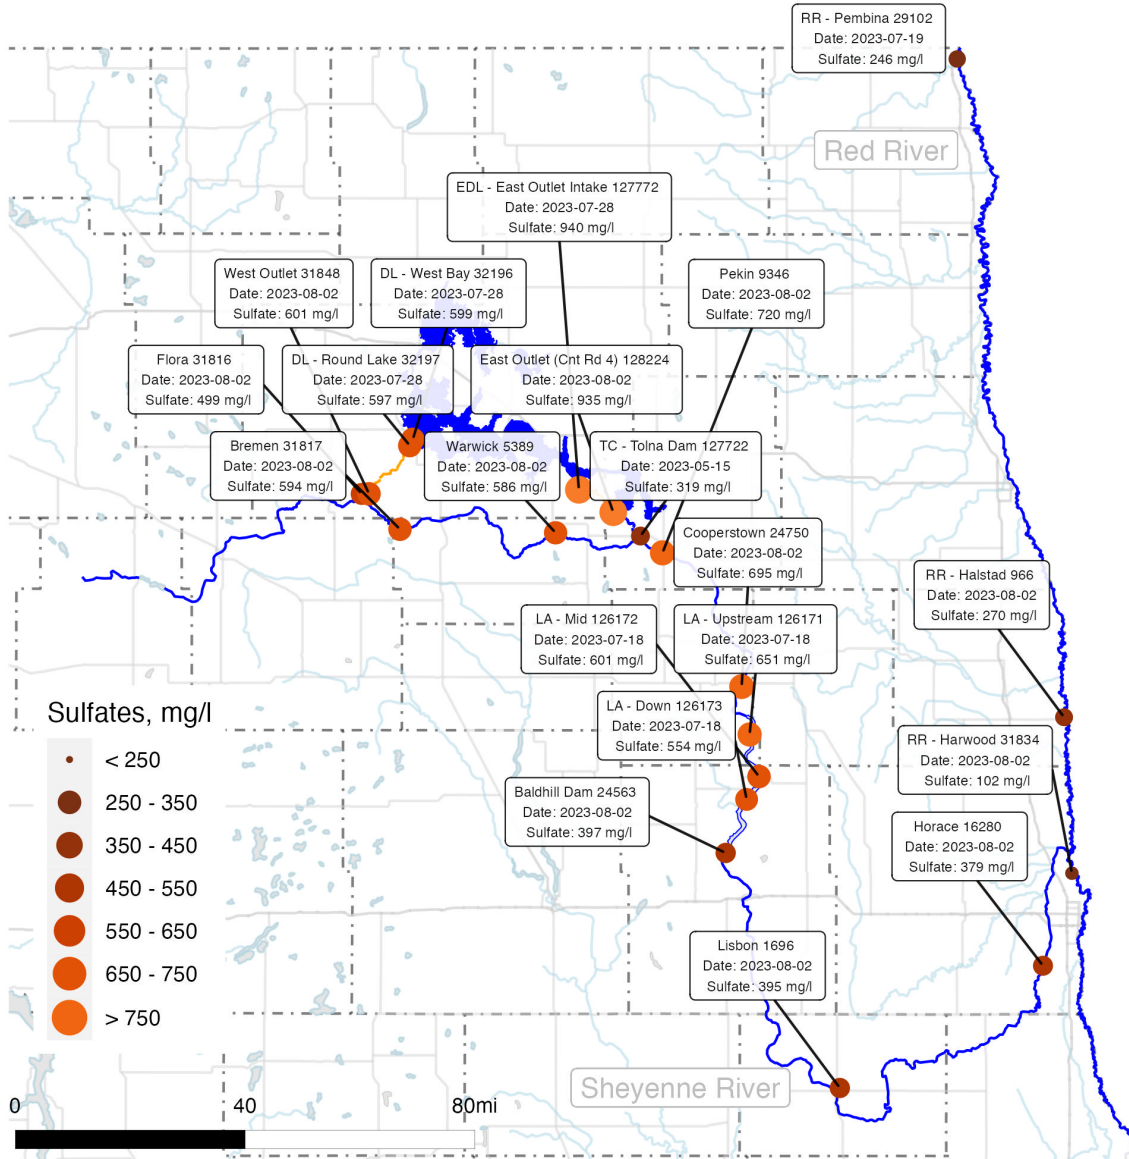 RR - Pembina 29102
Date: 2023-07-19
Sulfate: 246 mg/l
Red River
EDL - East Outlet Intake 127772
Date: 2023-07-28
Sulfate: 940 mg/l
West Outlet 31848
Date: 2023-08-02
Sulfate: 601 mg/l
DL - West Bay 32196
Date: 2023-07-28
Sulfate: 599 mg/l
Pekin 9346
Date: 2023-08-02
Sulfate: 720 mg/l
Flora 31816
Date: 2023-08-02
Sulfate: 499 mg/l
DL - Round Lake 32197
Date: 2023-07-28
Sulfate: 597 mg/l
East Outlet (Cnt Rd 4) 128224
Date: 2023-08-02
Sulfate: 935 mg/l
Bremen 31817
Date: 2023-08-02
Sulfate: 594 mg/l
Warwick 5389
Date: 2023-08-02
Sulfate: 586 mg/l
TC - Tolna Dam 127722
Date: 2023-05-15
Sulfate: 319 mg/l
Cooperstown 24750
Date: 2023-08-02
Sulfate: 695 mg/l
RR - Halstad 966
Date: 2023-08-02
Sulfate: 270 mg/l
LA - Mid 126172
Date: 2023-07-18
Sulfate: 601 mg/l
LA - Upstream 126171
Date: 2023-07-18
Sulfate: 651 mg/l
LA - Down 126173
Date: 2023-07-18
Sulfate: 554 mg/l
RR - Harwood 31834
Date: 2023-08-02
Sulfate: 102 mg/l
Baldhill Dam 24563
Date: 2023-08-02
Sulfate: 397 mg/l
Horace 16280
Date: 2023-08-02
Sulfate: 379 mg/l
Lisbon 1696
Date: 2023-08-02
Sulfate: 395 mg/l
Sheyenne River
Sulfates, mg/l
< 250
250 - 350
350 - 450
450 - 550
550 - 650
650 - 750
> 750
0 40 80mi